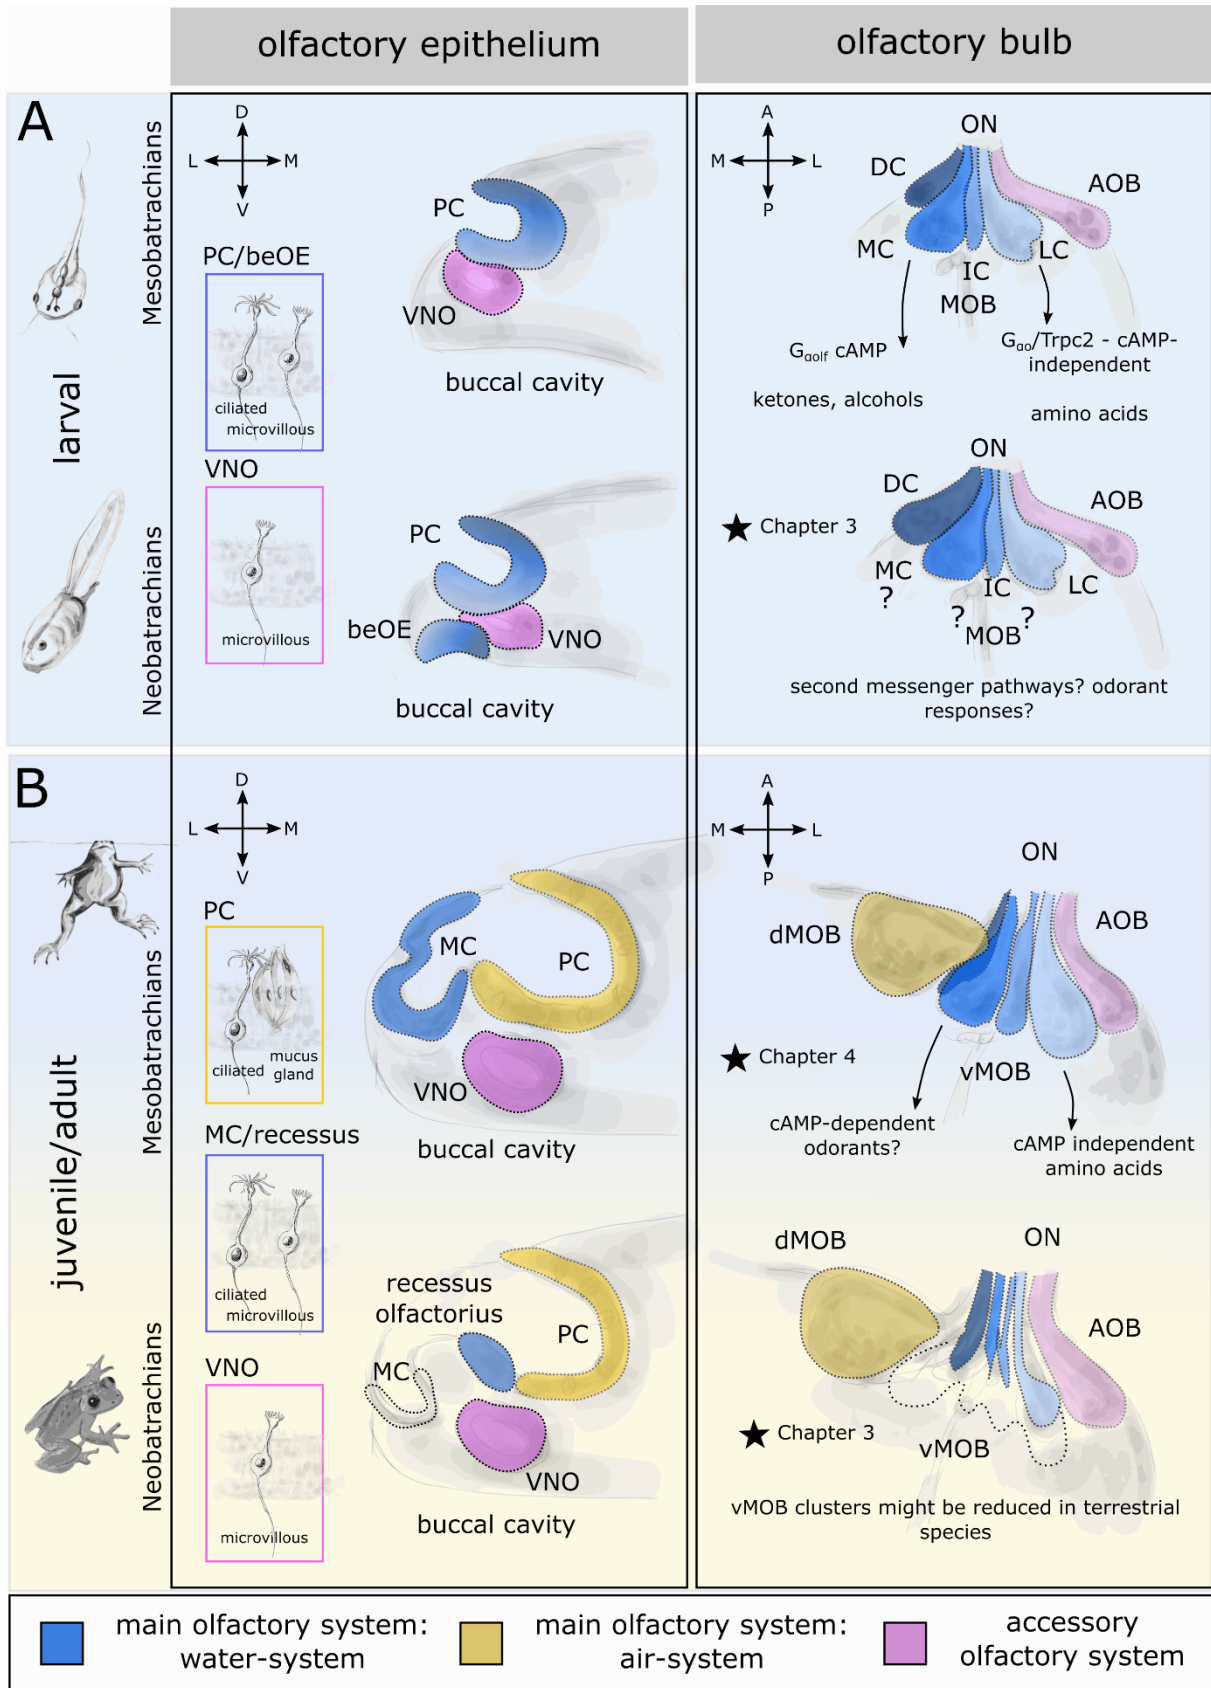 olfactory epithelium
olfactory bulb
A
larval
Mesobatrachians
Neobatrachians
D
L
M
V
PC/beOE
ciliated
microvillous
VNO
microvillous
PC
VNO
buccal cavity
PC
beOE
VNO
buccal cavity
A
M
L
P
ON
DC
AOB
MC
LC
IC
MOB
Gαolf cAMP
Gαo/Trpc2 - cAMP-
independent
ketones, alcohols
amino acids
ON
DC
AOB
★ Chapter 3
MC
IC
LC
?
?
MOB
?
second messenger pathways? odorant
responses?
B
juvenile/adult
Mesobatrachians
Neobatrachians
D
L
M
V
PC
ciliated
mucus
gland
MC/recessus
ciliated
microvillous
VNO
microvillous
MC
PC
VNO
buccal cavity
recessus
olfactorius
PC
MC
VNO
buccal cavity
A
M
L
P
ON
dMOB
AOB
★ Chapter 4
vMOB
cAMP-dependent
odorants?
cAMP independent
amino acids
dMOB
ON
AOB
★ Chapter 3
vMOB
vMOB clusters might be reduced in terrestrial
species
main olfactory system:
water-system
main olfactory system:
air-system
accessory
olfactory system